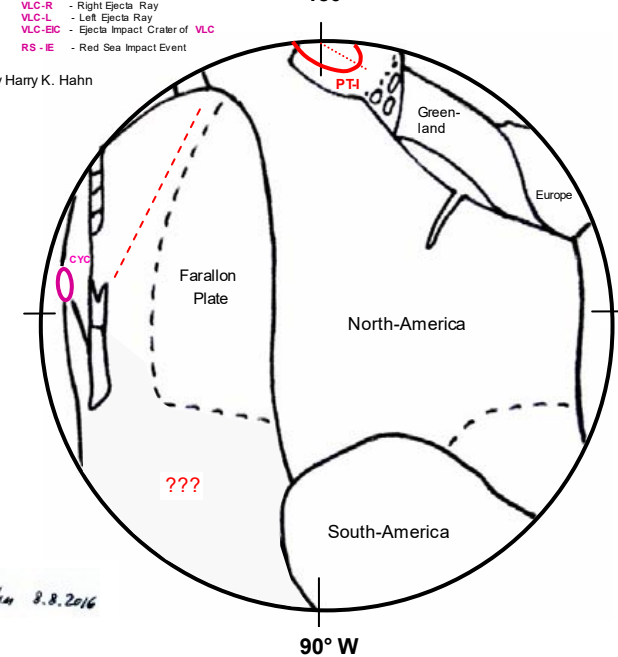 VLC-R - Right Ejecta Ray
VLC-L - Left Ejecta Ray
VLC-EIC - Ejecta Impact Crater of VLC
RS - IE - Red Sea Impact Event
Harry K. Hahn
PT-I
Green-
land
Europe
CYC
Farallon
Plate
North-America
???
South-America
8.8.2016
90° W